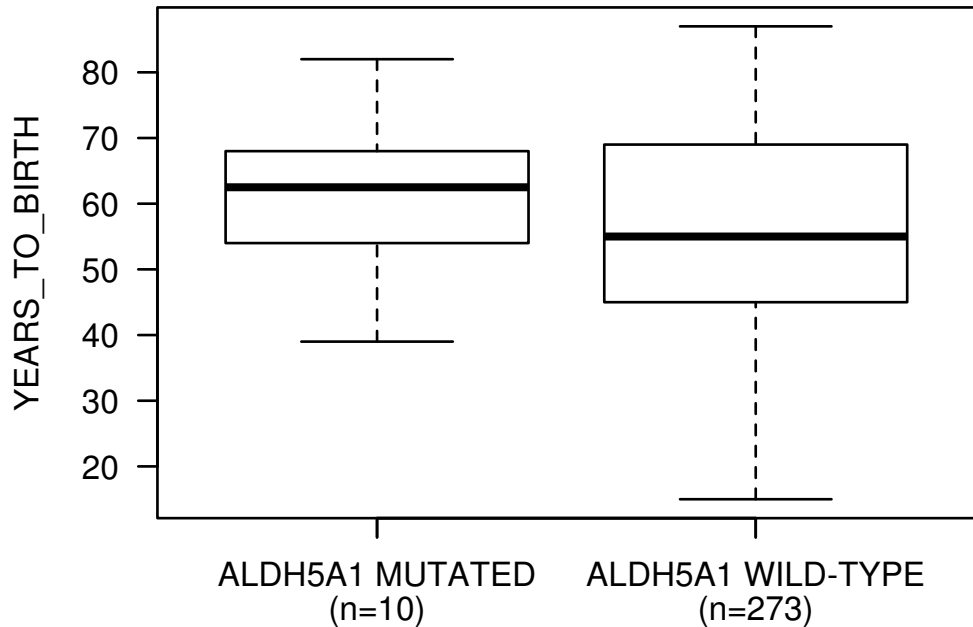 YEARS_TO_BIRTH
80
70
60
50
40
30
20
ALDH5A1 MUTATED
(n=10)
ALDH5A1 WILD-TYPE
(n=273)